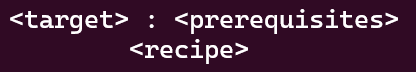 <target> : <prerequisites>
        <recipe>